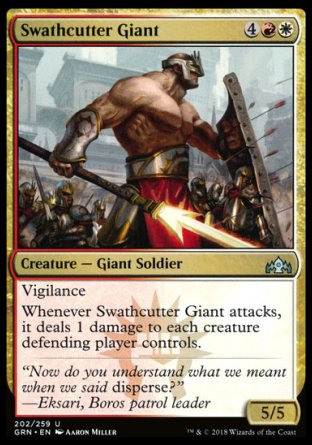 Swathcutter Giant 4
Creature — Giant Soldier
Vigilance
Whenever Swathcutter Giant attacks,
it deals 1 damage to each creature
defending player controls.
“Now do you understand what we meant
when we said disperse?”
—Eksari, Boros patrol leader
5/5
202/259 U
GRN • EN Aaron Miller
™ & © 2018 Wizards of the Coast